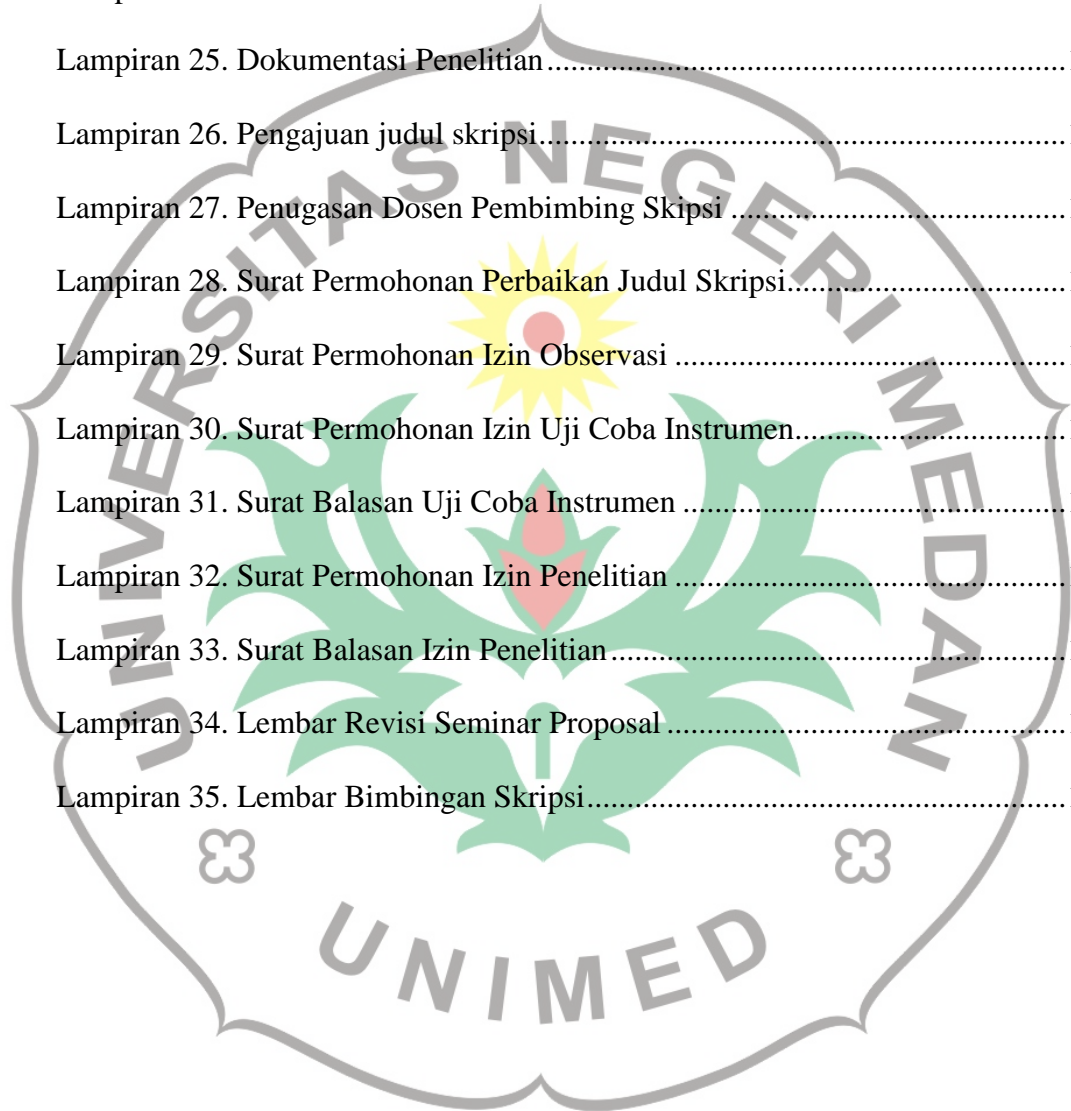 Lampiran 25. Dokumentasi Penelitian
Lampiran 26. Pengajuan judul skripsi
Lampiran 27. Penugasan Dosen Pembimbing Skipsi
Lampiran 28. Surat Permohonan Perbaikan Judul Skripsi
Lampiran 29. Surat Permohonan Izin Observasi
Lampiran 30. Surat Permohonan Izin Uji Coba Instrumen
Lampiran 31. Surat Balasan Uji Coba Instrumen
Lampiran 32. Surat Permohonan Izin Penelitian
Lampiran 33. Surat Balasan Izin Penelitian
Lampiran 34. Lembar Revisi Seminar Proposal
Lampiran 35. Lembar Bimbingan Skripsi
UNIVERSITAS NEGERI MEDAN
UNIMED